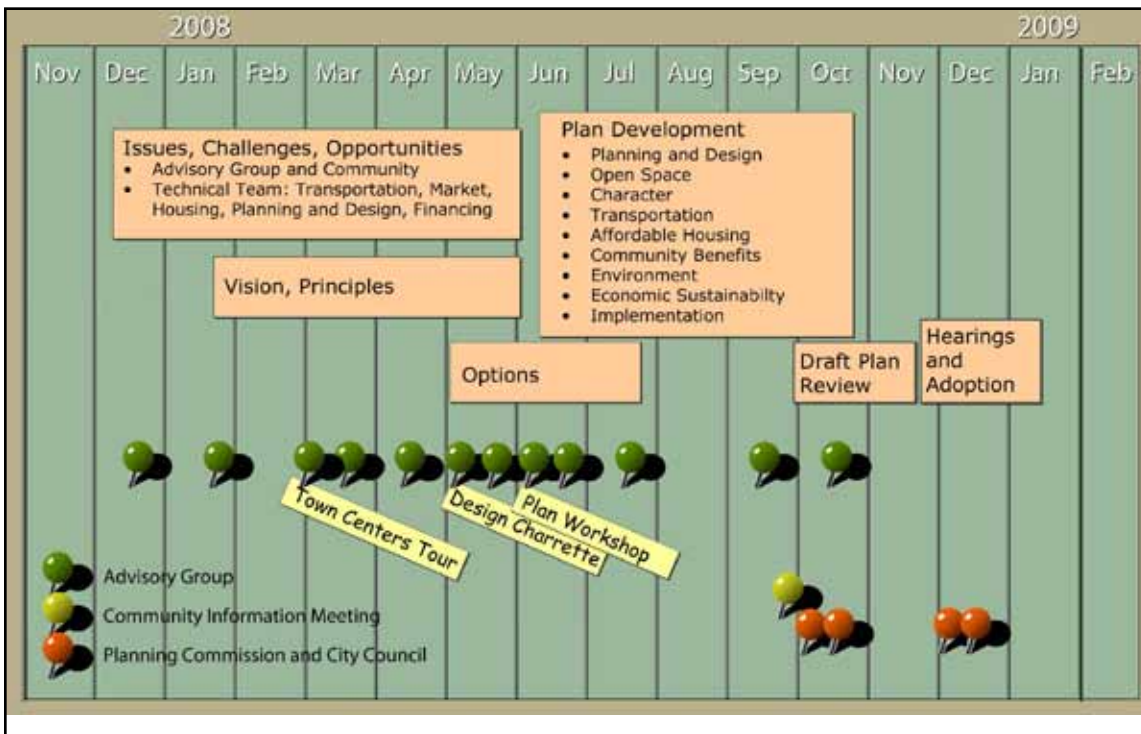 2008 2009
Nov Dec Jan Feb Mar Apr May Jun Jul Aug Sep Oct Nov Dec Jan Feb
Issues, Challenges, Opportunities
• Advisory Group and Community
• Technical Team: Transportation, Market,
Housing, Planning and Design, Financing
Vision, Principles
Plan Development
• Planning and Design
• Open Space
• Character
• Transportation
• Affordable Housing
• Community Benefits
• Environment
• Economic Sustainabilty
• Implementation
Options
Draft Plan
Review
Hearings
and
Adoption
Town Centers Tour
Design Charrette
Plan Workshop
Advisory Group
Community Information Meeting
Planning Commission and City Council